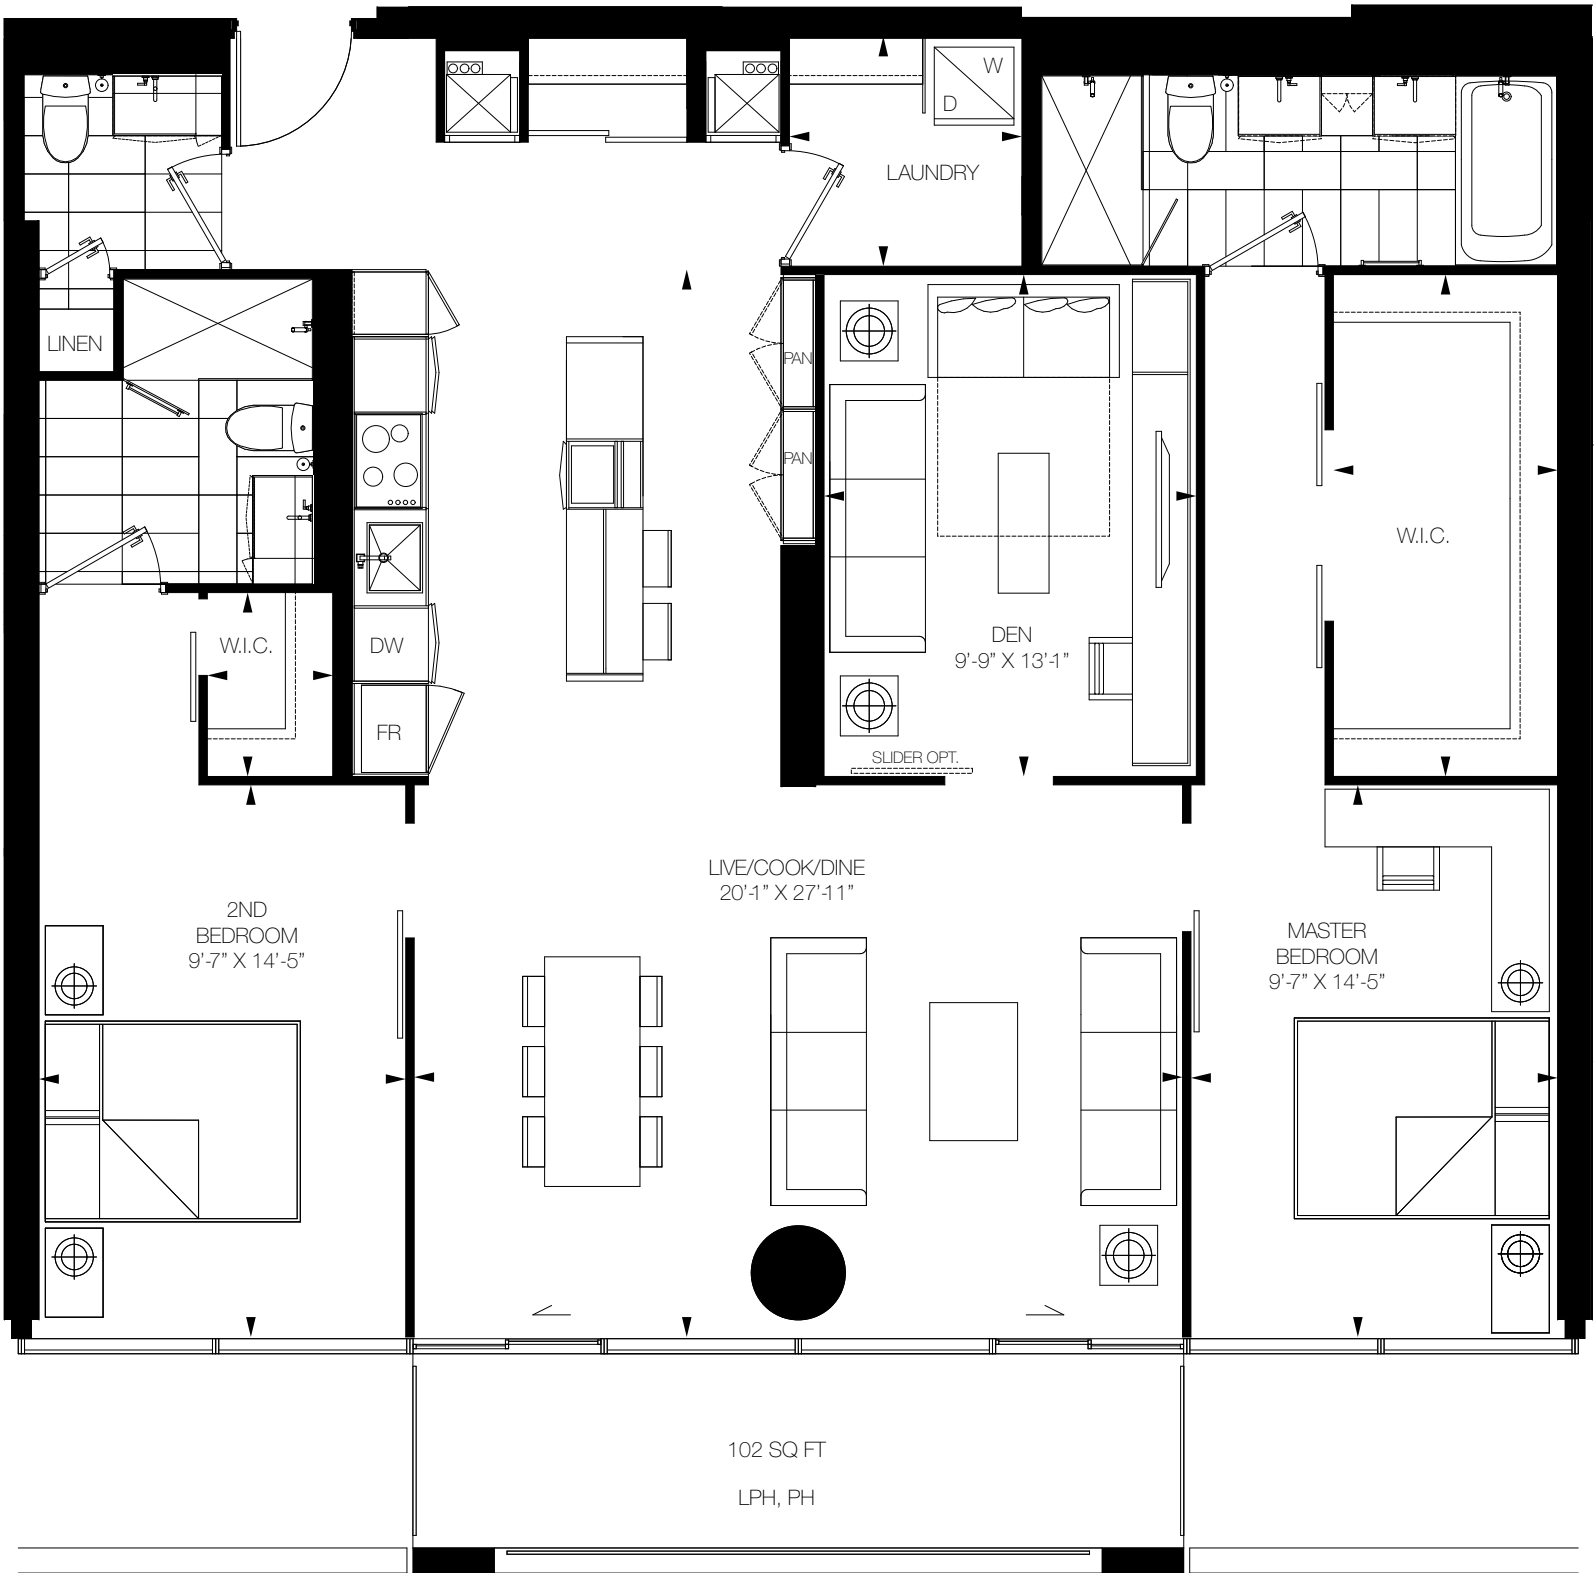 W
D
LAUNDRY
LINEN
PAN
PAN
W.I.C.
DEN
9'-9" X 13'-1"
W.I.C.
DW
FR
SLIDER OPT.
LIVE/COOK/DINE
20'-1" X 27'-11"
2ND
BEDROOM
9'-7" X 14'-5"
MASTER
BEDROOM
9'-7" X 14'-5"
102 SQ FT
LPH, PH